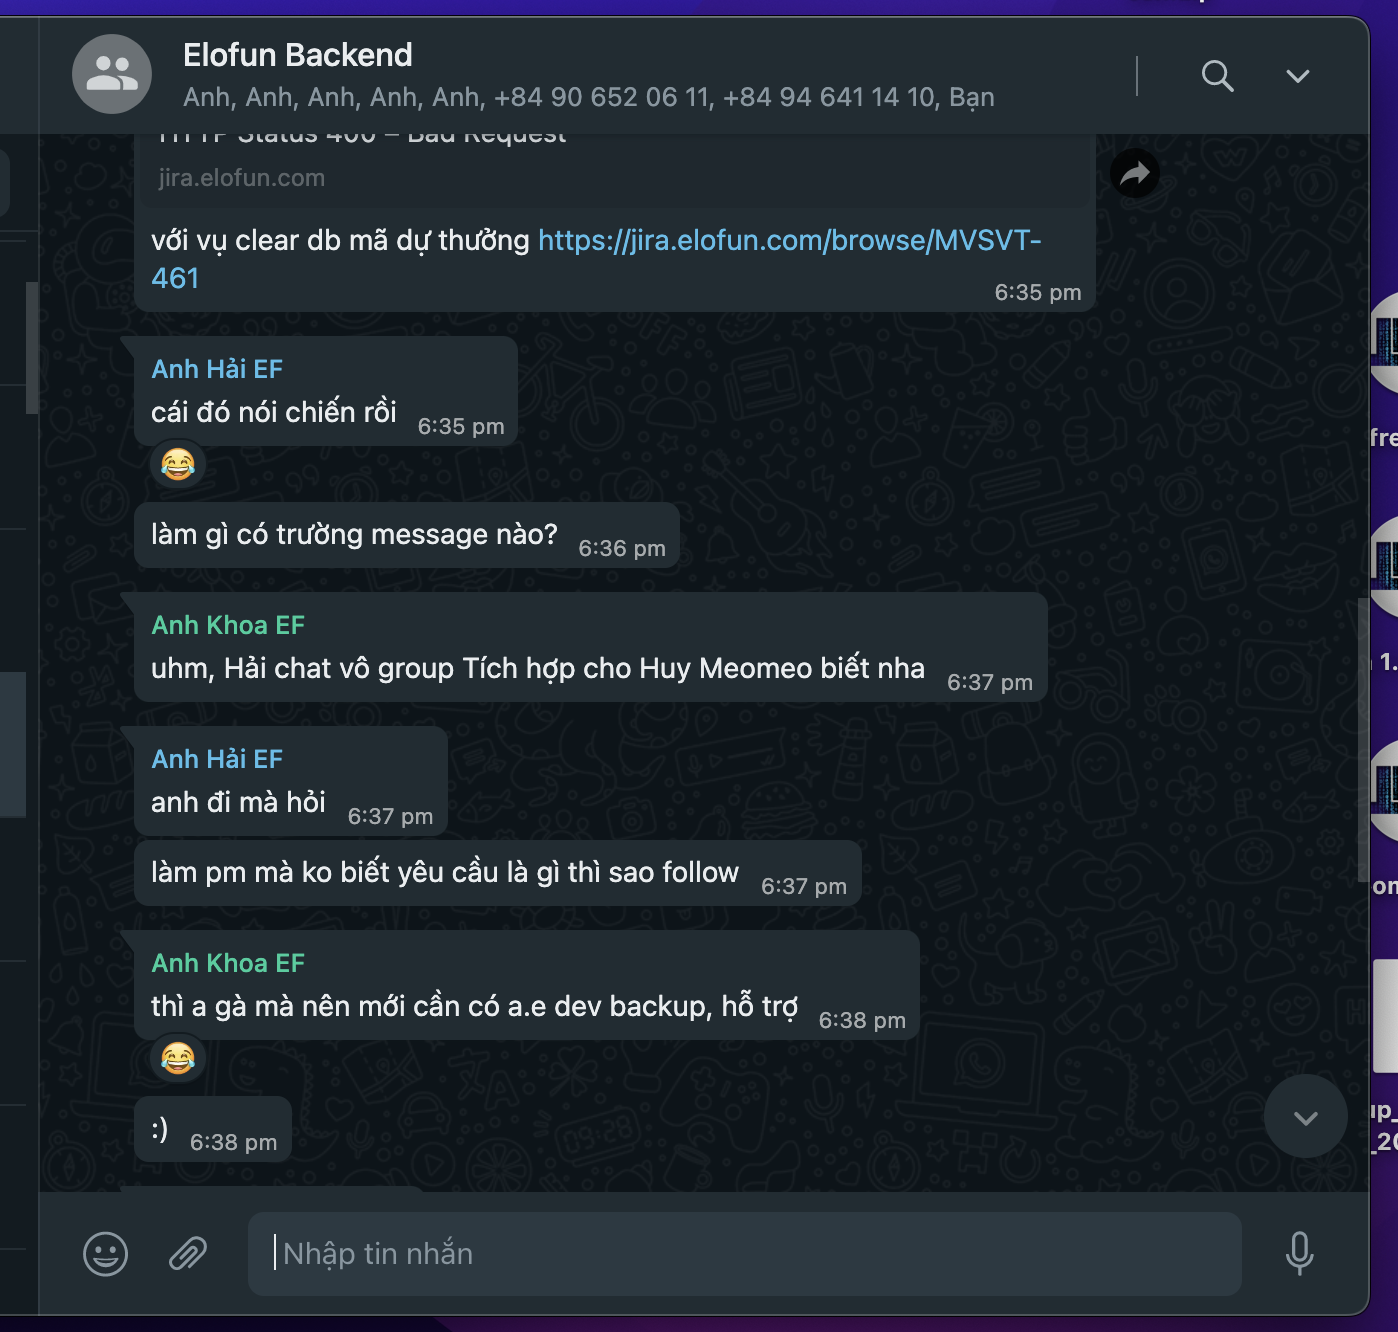 Elofun Backend
Anh, Anh, Anh, Anh, Anh, +84 90 652 06 11, +84 94 641 14 10, Bạn
HTTP Status 400 – Bad Request
jira.elofun.com
với vụ clear db mã dự thưởng https://jira.elofun.com/browse/MVSVT-
461
6:35 pm
Anh Hải EF
cái đó nói chiến rồi 6:35 pm
làm gì có trường message nào? 6:36 pm
Anh Khoa EF
uhm, Hải chat vô group Tích hợp cho Huy Meomeo biết nha 6:37 pm
Anh Hải EF
anh đi mà hỏi 6:37 pm
làm pm mà ko biết yêu cầu là gì thì sao follow 6:37 pm
Anh Khoa EF
thì a gà mà nên mới cần có a.e dev backup, hỗ trợ 6:38 pm
:) 6:38 pm
Nhập tin nhắn